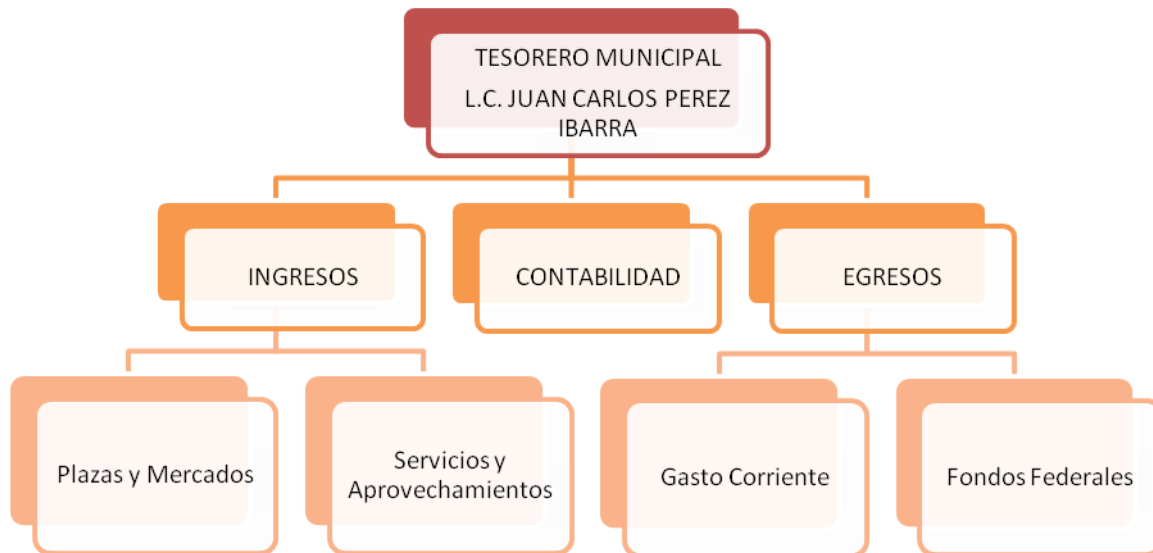 TESORERO MUNICIPAL
L.C. JUAN CARLOS PEREZ
IBARRA
INGRESOS
CONTABILIDAD
EGRESOS
Plazas y Mercados
Servicios y
Aprovechamientos
Gasto Corriente
Fondos Federales